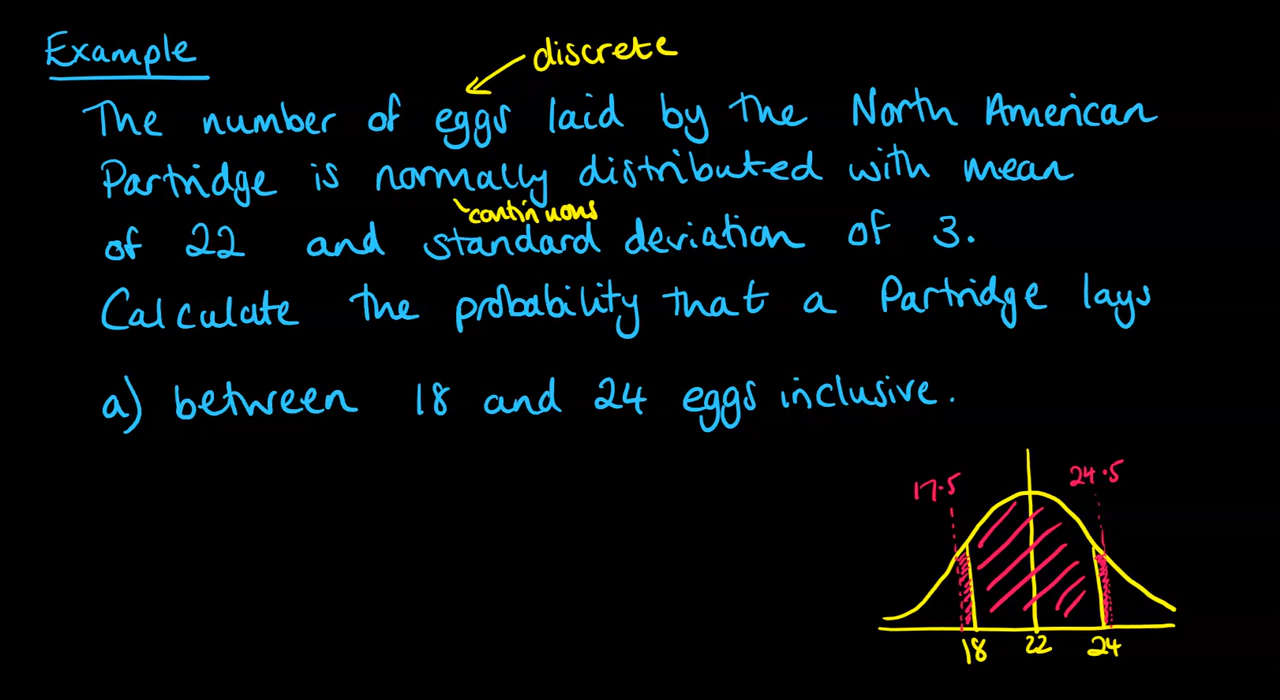 Example
discrete
The number of eggs laid by the North American
Partridge is normally distributed with mean
continuous
of 22 and standard deviation of 3.
Calculate the probability that a Partridge lays
a) between 18 and 24 eggs inclusive.
17.5
24.5
18 22 24